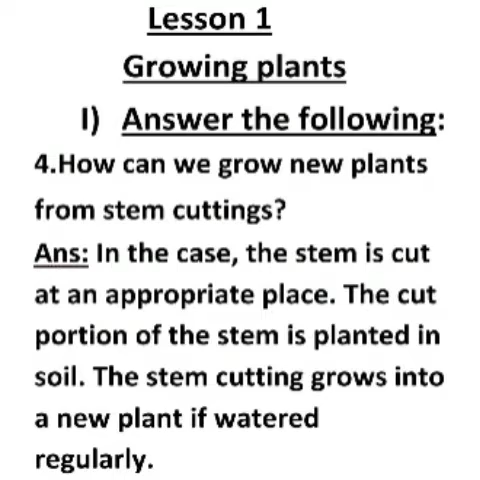 Lesson 1
Growing plants
I) Answer the following:
4.How can we grow new plants
from stem cuttings?
Ans: In the case, the stem is cut
at an appropriate place. The cut
portion of the stem is planted in
soil. The stem cutting grows into
a new plant if watered
regularly.